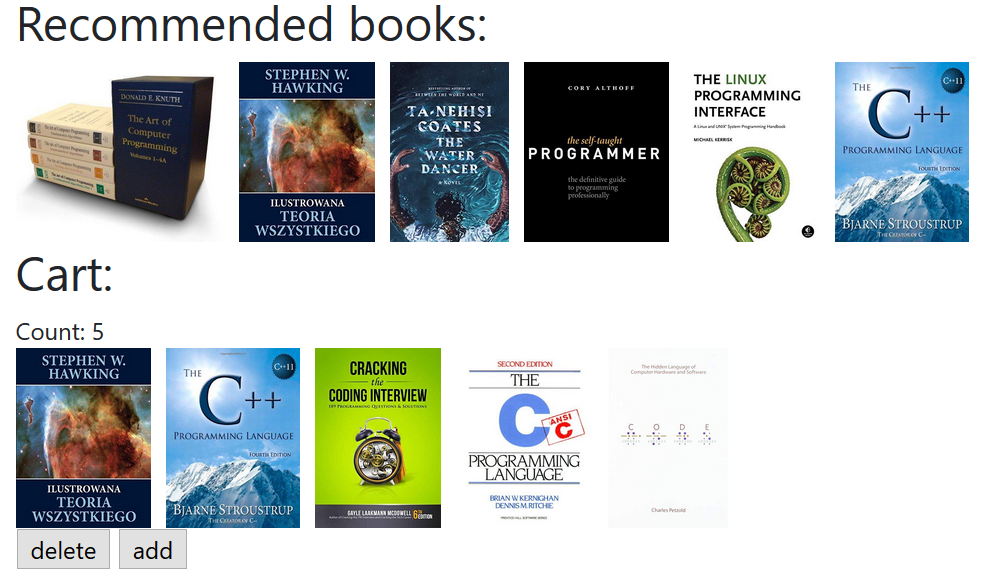 Recommended books:
DONALD E. KNUTH
The Art of
Computer
Programming
Volumes 1-4A
STEPHEN W.
HAWKING
ILUSTROWANA
TEORIA
WSZYSTKIEGO
BESTSELLING AUTHOR OF
BETWEEN THE WORLD AND ME
TA-NEHISI
COATES
THE
WATER
DANCER
A NOVEL
CORY ALTHOFF
the self-taught
PROGRAMMER
the definitive guide
to programming
professionally
THE LINUX
PROGRAMMING
INTERFACE
A Linux and UNIX® System Programming Handbook
MICHAEL KERRISK
C++11
THE
C++
PROGRAMMING LANGUAGE
FOURTH EDITION
BJARNE STROUSTRUP
THE CREATOR OF C++
Cart:
Count: 5
STEPHEN W.
HAWKING
ILUSTROWANA
TEORIA
WSZYSTKIEGO
C++11
THE
C++
PROGRAMMING LANGUAGE
FOURTH EDITION
BJARNE STROUSTRUP
THE CREATOR OF C++
CRACKING
the
CODING INTERVIEW
189 PROGRAMMING QUESTIONS & SOLUTIONS
GAYLE LAAKMANN MCDOWELL
6TH EDITION
SECOND EDITION
THE
C
ANSI
C
PROGRAMMING
LANGUAGE
BRIAN W. KERNIGHAN
DENNIS M. RITCHIE
PRENTICE HALL SOFTWARE SERIES
The Hidden Language of
Computer Hardware and Software
C O D E
Charles Petzold
delete
add